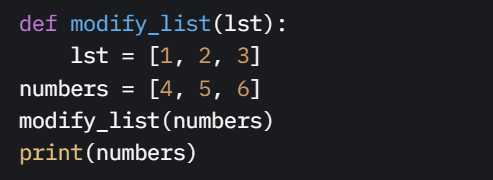 def modify_list(lst):
    lst = [1, 2, 3]
numbers = [4, 5, 6]
modify_list(numbers)
print(numbers)